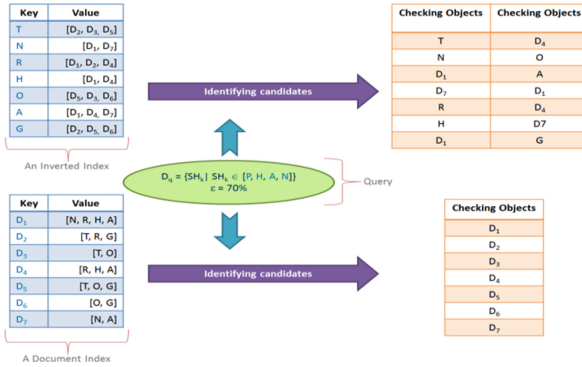 Key Value
T [D₂, D₃, D₅]
N [D₁, D₇]
R [D₁, D₂, D₄]
H [D₁, D₄]
O [D₅, D₃, D₆]
A [D₁, D₄, D₇]
G [D₂, D₅, D₆]
An Inverted Index
Identifying candidates
Checking Objects Checking Objects
T D₄
N O
D₁ A
D₇ D₁
R D₄
H D7
D₁ G
D_q = {SH_k| SH_k ∈ [P, H, A, N]}
ε = 70%
Query
Key Value
D₁ [N, R, H, A]
D₂ [T, R, G]
D₃ [T, O]
D₄ [R, H, A]
D₅ [T, O, G]
D₆ [O, G]
D₇ [N, A]
A Document Index
Identifying candidates
Checking Objects
D₁
D₂
D₃
D₄
D₅
D₆
D₇